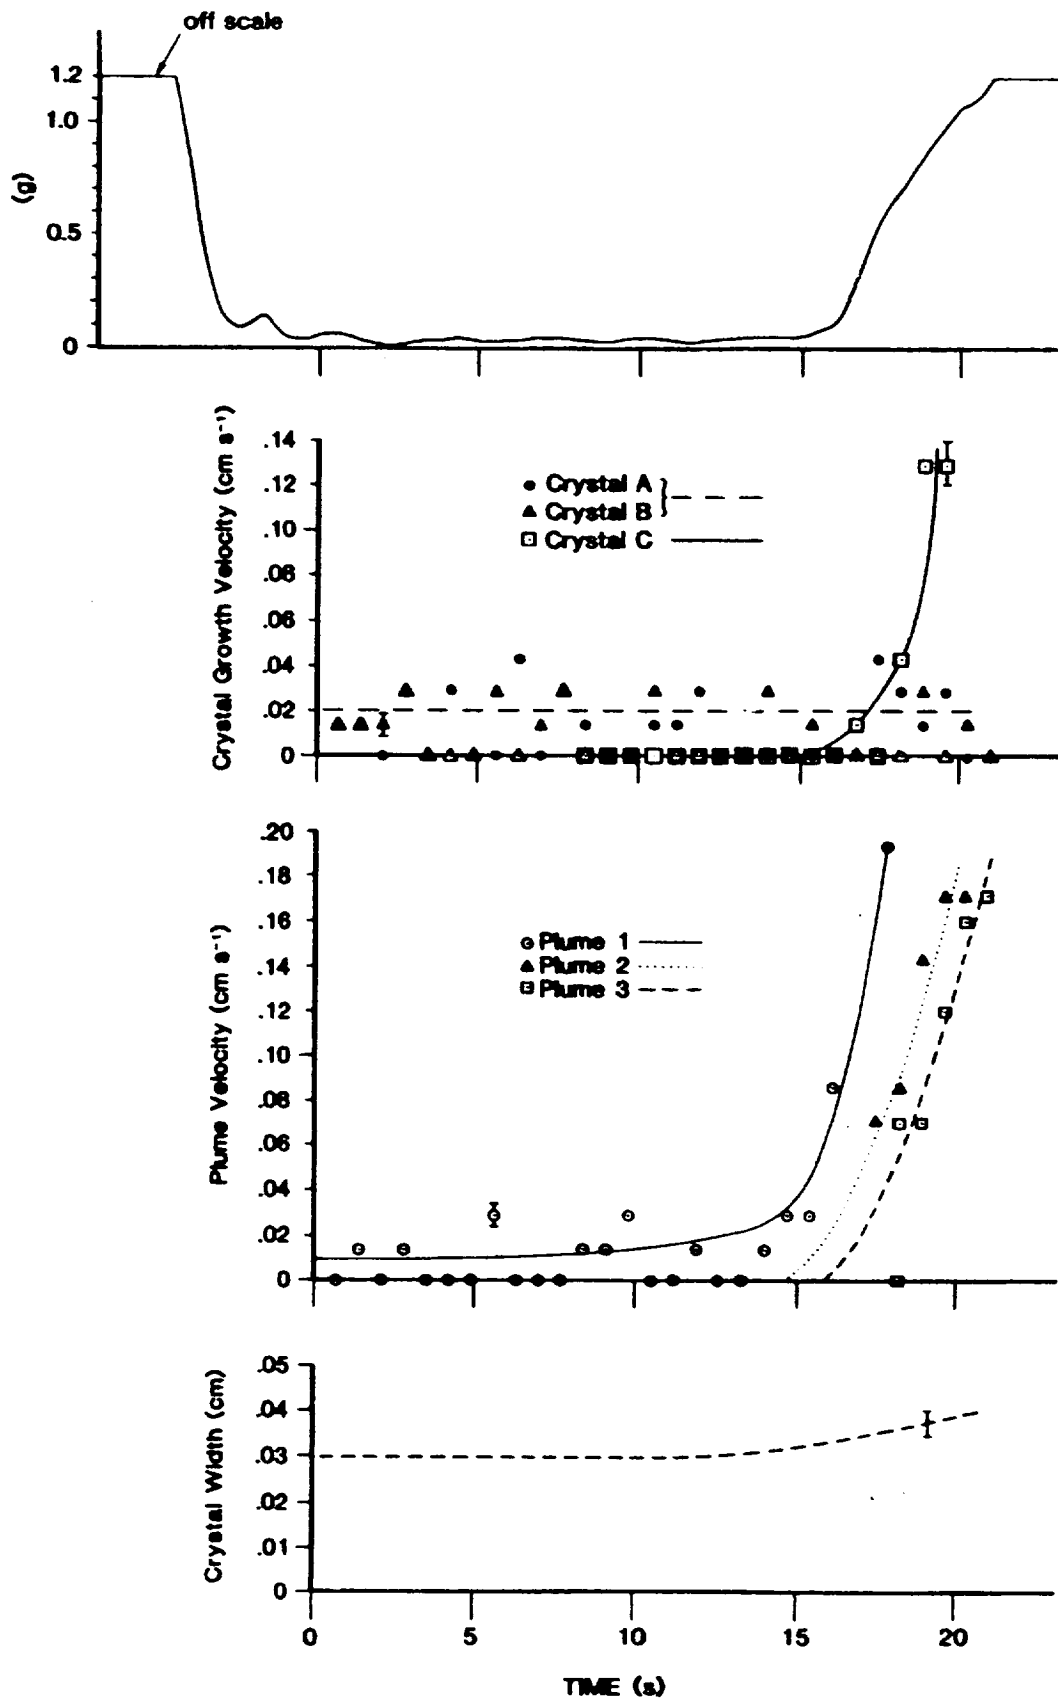 off scale
1.2
1.0
0.5
0
(g)
Crystal Growth Velocity (cm s⁻¹)
.14
.12
.10
.08
.06
.04
.02
0
Crystal A
Crystal B
Crystal C
Plume Velocity (cm s⁻¹)
.20
.18
.16
.14
.12
.10
.08
.06
.04
.02
0
Plume 1
Plume 2
Plume 3
Crystal Width (cm)
.05
.04
.03
.02
.01
0
0 5 10 15 20
TIME (s)